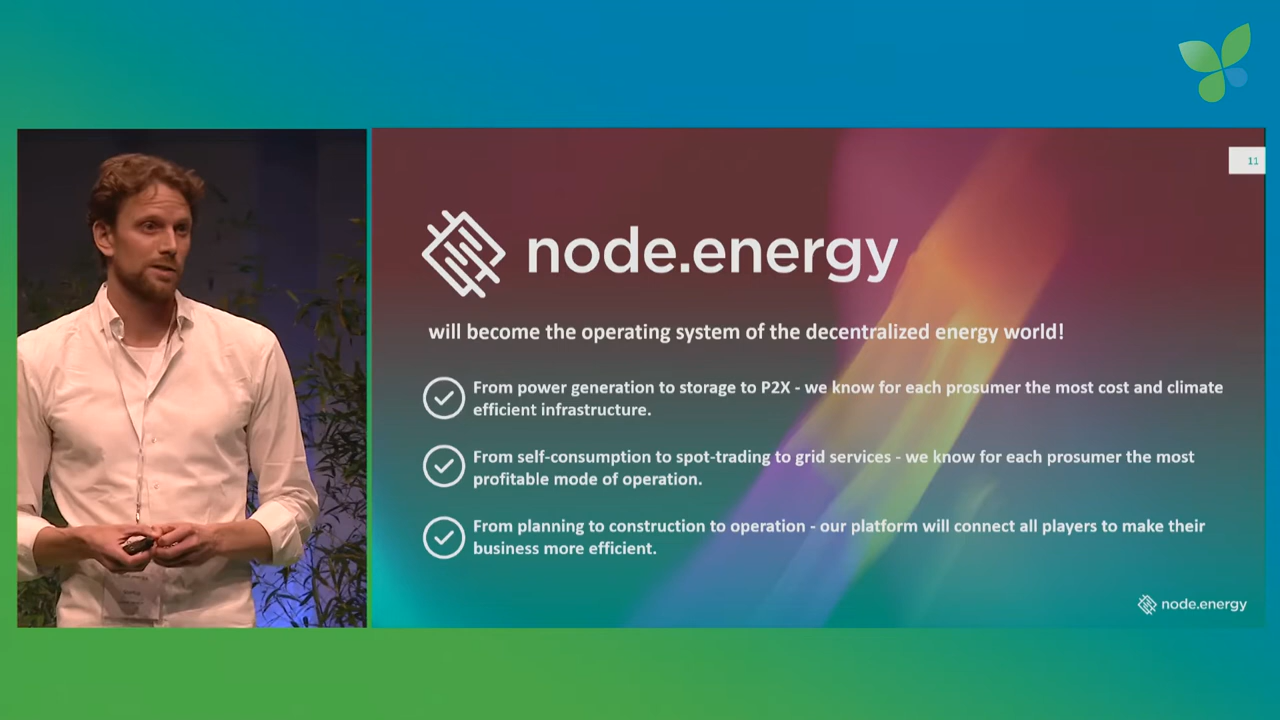 11
node.energy
will become the operating system of the decentralized energy world!
From power generation to storage to P2X - we know for each prosumer the most cost and climate
efficient infrastructure.
From self-consumption to spot-trading to grid services - we know for each prosumer the most
profitable mode of operation.
From planning to construction to operation - our platform will connect all players to make their
business more efficient.
node.energy